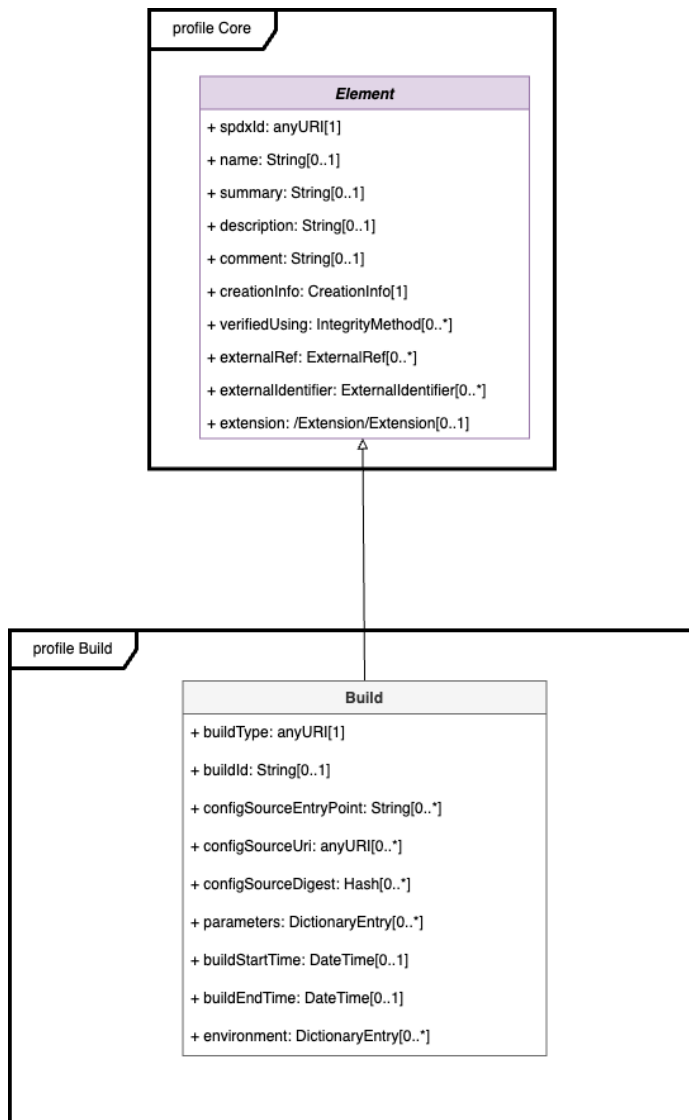 profile Core
Element
+ spdxId: anyURI[1]
+ name: String[0..1]
+ summary: String[0..1]
+ description: String[0..1]
+ comment: String[0..1]
+ creationInfo: CreationInfo[1]
+ verifiedUsing: IntegrityMethod[0..*]
+ externalRef: ExternalRef[0..*]
+ externalIdentifier: ExternalIdentifier[0..*]
+ extension: /Extension/Extension[0..1]
profile Build
Build
+ buildType: anyURI[1]
+ buildId: String[0..1]
+ configSourceEntryPoint: String[0..*]
+ configSourceUri: anyURI[0..*]
+ configSourceDigest: Hash[0..*]
+ parameters: DictionaryEntry[0..*]
+ buildStartTime: DateTime[0..1]
+ buildEndTime: DateTime[0..1]
+ environment: DictionaryEntry[0..*]